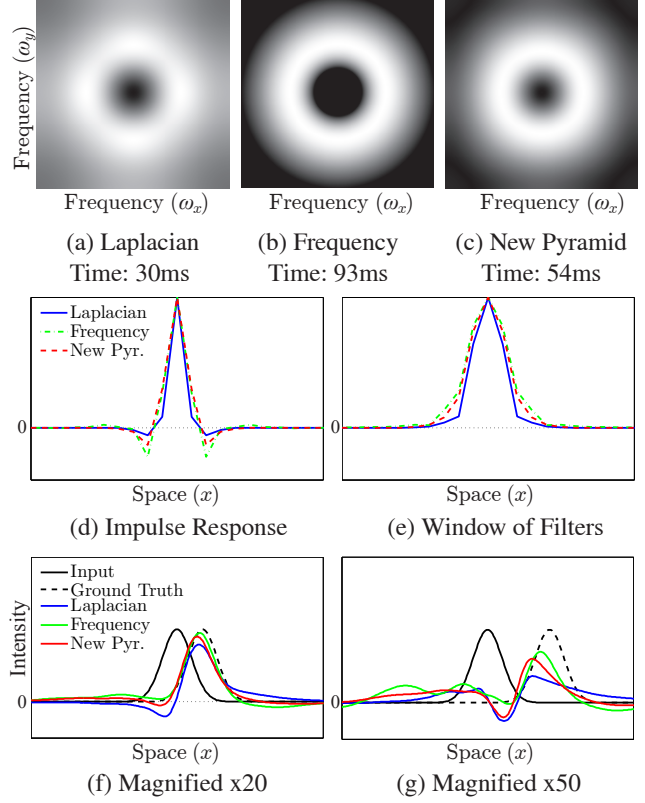 Frequency (ω_y)
Frequency (ω_x) Frequency (ω_x) Frequency (ω_x)
(a) Laplacian (b) Frequency (c) New Pyramid
Time: 30ms Time: 93ms Time: 54ms
Laplacian
Frequency
New Pyr.
0
0
Space (x) Space (x)
(d) Impulse Response (e) Window of Filters
Intensity
Input
Ground Truth
Laplacian
Frequency
New Pyr.
0
0
Space (x) Space (x)
(f) Magnified x20 (g) Magnified x50